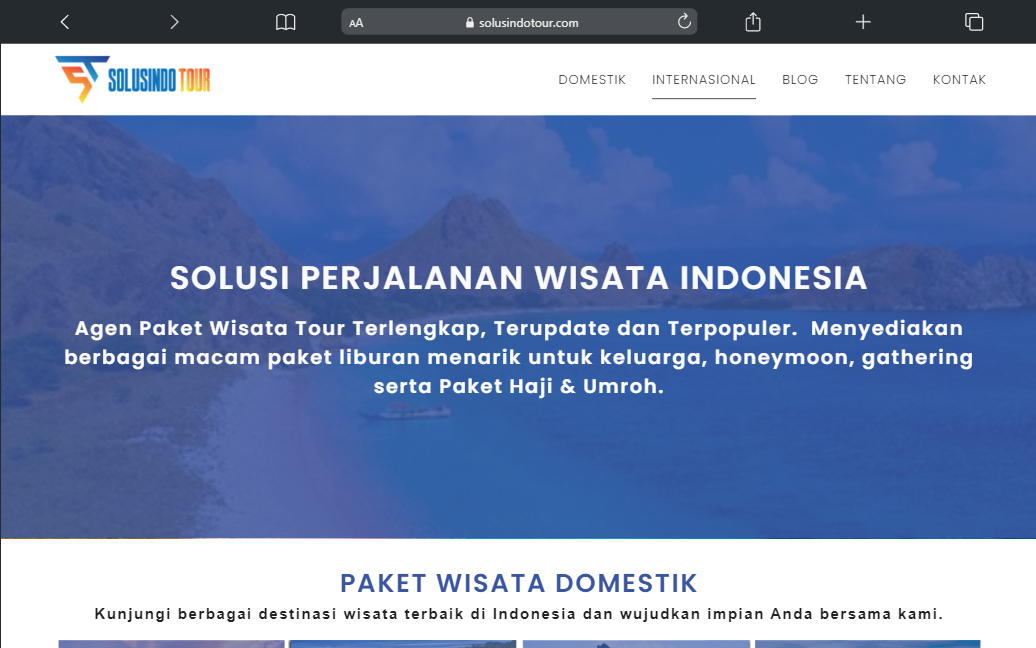 AA solusindotour.com
SOLUSINDO TOUR
DOMESTIK INTERNASIONAL BLOG TENTANG KONTAK
SOLUSI PERJALANAN WISATA INDONESIA
Agen Paket Wisata Tour Terlengkap, Terupdate dan Terpopuler. Menyediakan
berbagai macam paket liburan menarik untuk keluarga, honeymoon, gathering
serta Paket Haji & Umroh.
PAKET WISATA DOMESTIK
Kunjungi berbagai destinasi wisata terbaik di Indonesia dan wujudkan impian Anda bersama kami.